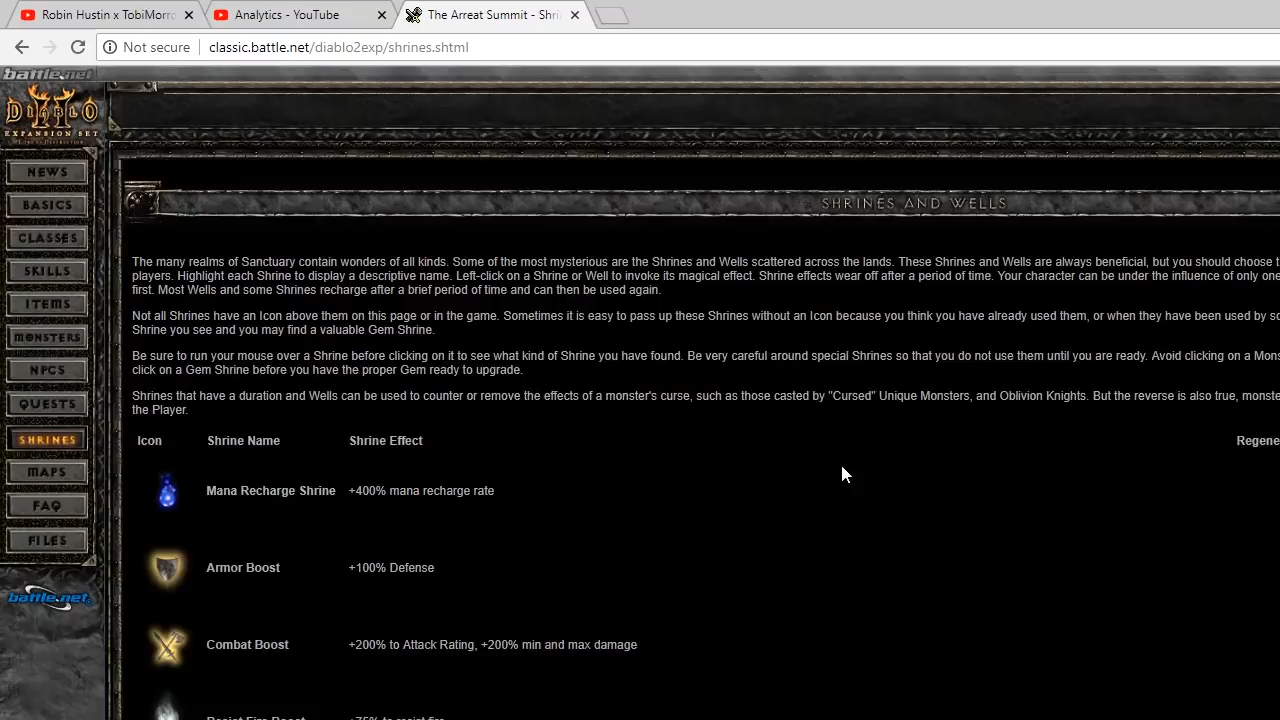 Robin Hustin x TobiMorro
Analytics - YouTube
The Arreat Summit - Shri
Not secure
classic.battle.net/diablo2exp/shrines.shtml
battle.net
DIABLO II
EXPANSION SET
NEWS
BASICS
CLASSES
SKILLS
ITEMS
MONSTERS
NPCS
QUESTS
SHRINES
MAPS
FAQ
FILES
battle.net
SHRINES AND WELLS
The many realms of Sanctuary contain wonders of all kinds. Some of the most mysterious are the Shrines and Wells scattered across the lands. These Shrines and Wells are always beneficial, but you should choose t
players. Highlight each Shrine to display a descriptive name. Left-click on a Shrine or Well to invoke its magical effect. Shrine effects wear off after a period of time. Your character can be under the influence of only one
first. Most Wells and some Shrines recharge after a brief period of time and can then be used again.
Not all Shrines have an Icon above them on this page or in the game. Sometimes it is easy to pass up these Shrines without an Icon because you think you have already used them, or when they have been used by so
Shrine you see and you may find a valuable Gem Shrine.
Be sure to run your mouse over a Shrine before clicking on it to see what kind of Shrine you have found. Be very careful around special Shrines so that you do not use them until you are ready. Avoid clicking on a Mons
click on a Gem Shrine before you have the proper Gem ready to upgrade.
Shrines that have a duration and Wells can be used to counter or remove the effects of a monster's curse, such as those casted by "Cursed" Unique Monsters, and Oblivion Knights. But the reverse is also true, monste
the Player.
Icon Shrine Name Shrine Effect Regene
Mana Recharge Shrine +400% mana recharge rate
Armor Boost +100% Defense
Combat Boost +200% to Attack Rating, +200% min and max damage
Resist Fire Boost +75% to resist fire